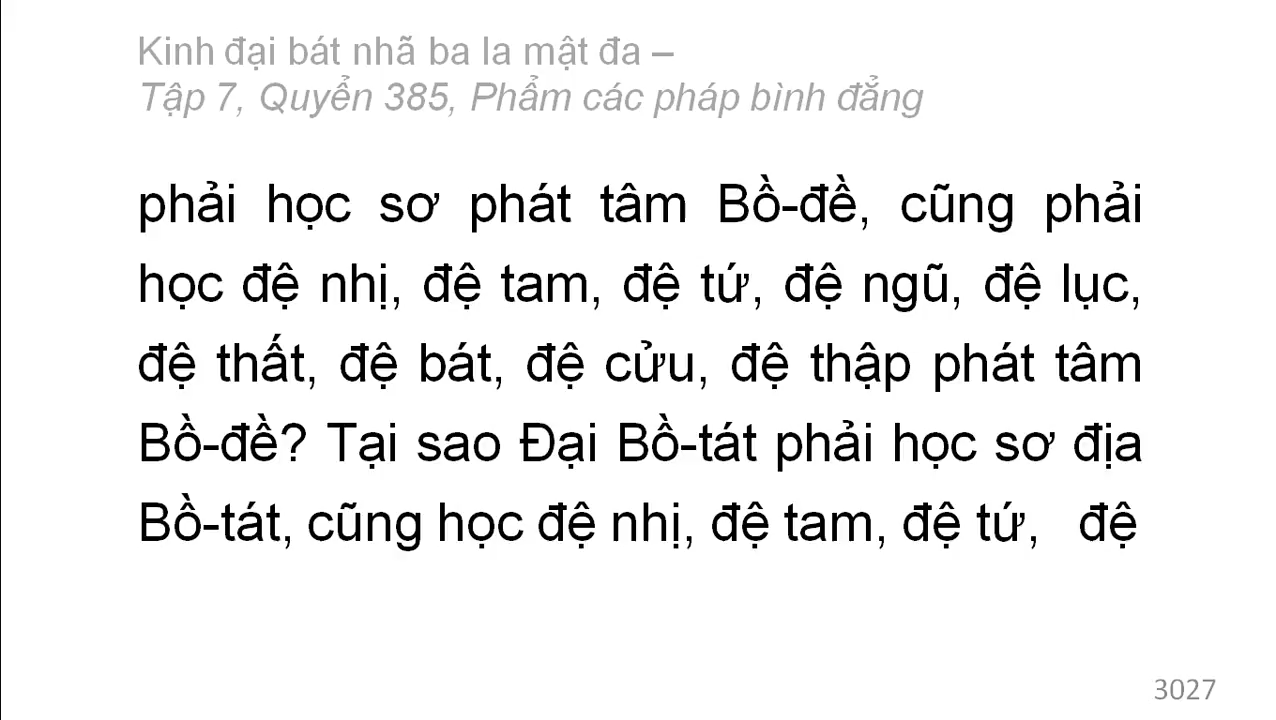 Kinh đại bát nhã ba la mật đa –
Tập 7, Quyển 385, Phẩm các pháp bình đẳng
phải học sơ phát tâm Bồ-đề, cũng phải
học đệ nhị, đệ tam, đệ tứ, đệ ngũ, đệ lục,
đệ thất, đệ bát, đệ cửu, đệ thập phát tâm
Bồ-đề? Tại sao Đại Bồ-tát phải học sơ địa
Bồ-tát, cũng học đệ nhị, đệ tam, đệ tứ, đệ
3027